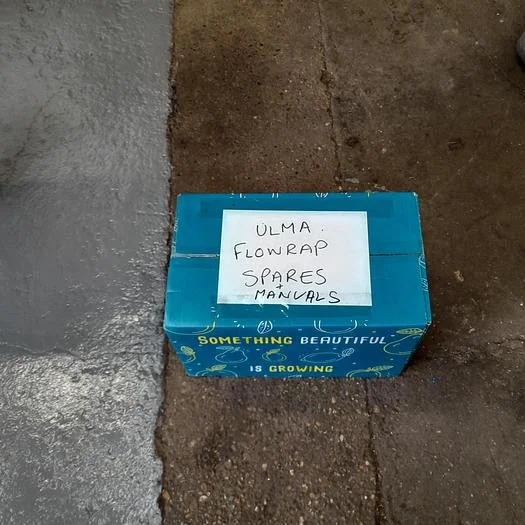 ULMA.
FLOWRAP
SPARES
+
MANUALS
SOMETHING BEAUTIFUL
IS GROWING